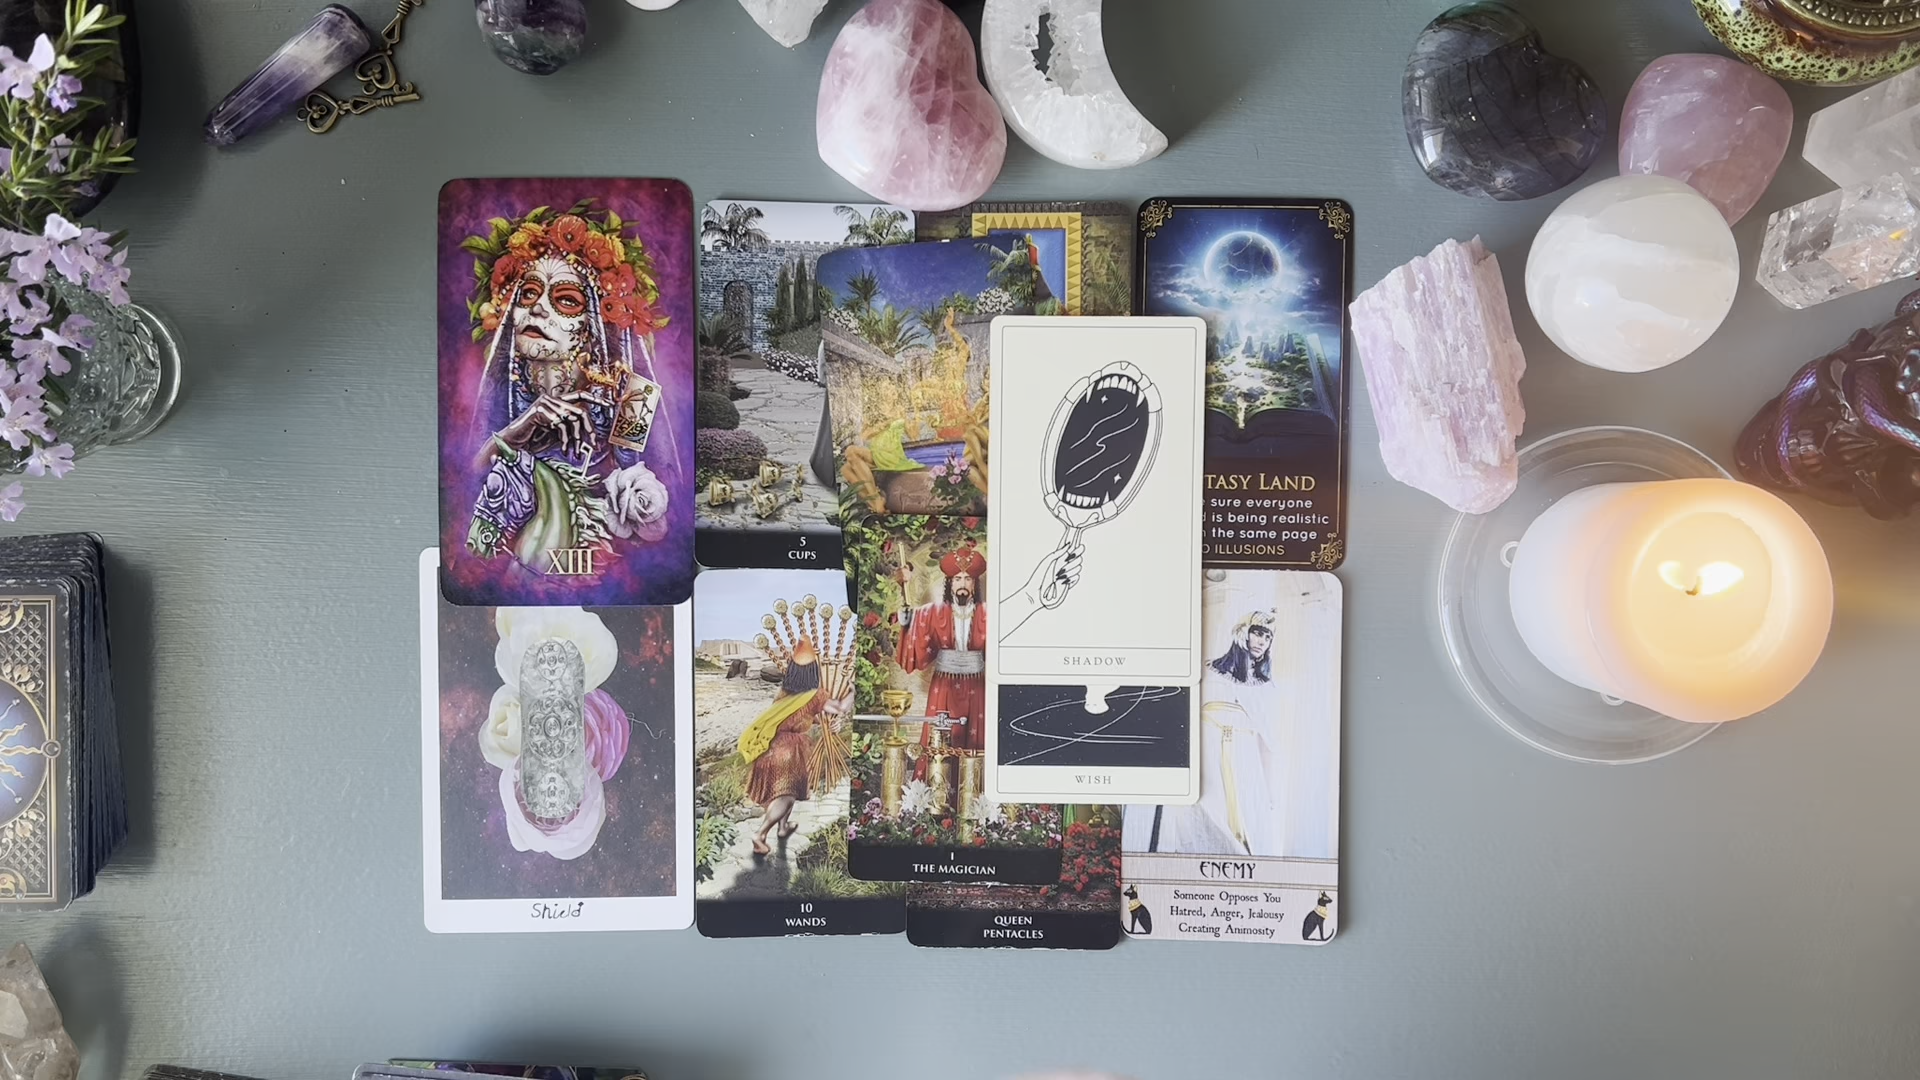 XIII
5
CUPS
TASY LAND
sure everyone
is being realistic
the same page
ILLUSIONS
SHADOW
WISH
Shield
10
WANDS
I
THE MAGICIAN
QUEEN
PENTACLES
ENEMY
Someone Opposes You
Hatred, Anger, Jealousy
Creating Animosity